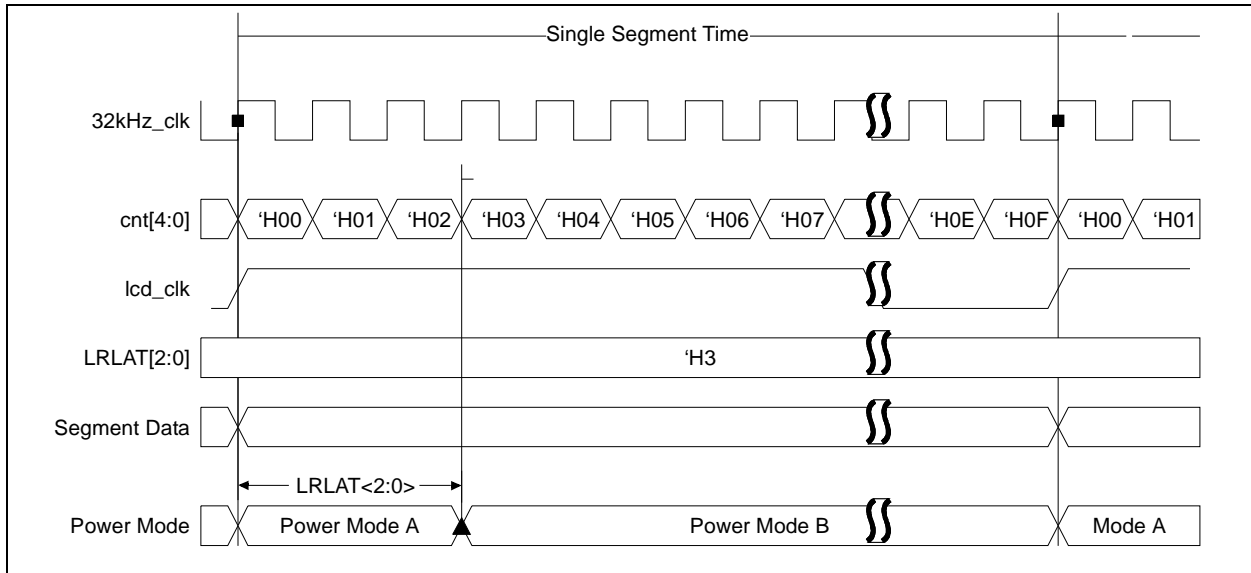 Single Segment Time
32kHz_clk
cnt[4:0] ‘H00 ‘H01 ‘H02 ‘H03 ‘H04 ‘H05 ‘H06 ‘H07 ‘H0E ‘H0F ‘H00 ‘H01
lcd_clk
LRLAT[2:0] ‘H3
Segment Data
LRLAT<2:0>
Power Mode Power Mode A Power Mode B Mode A